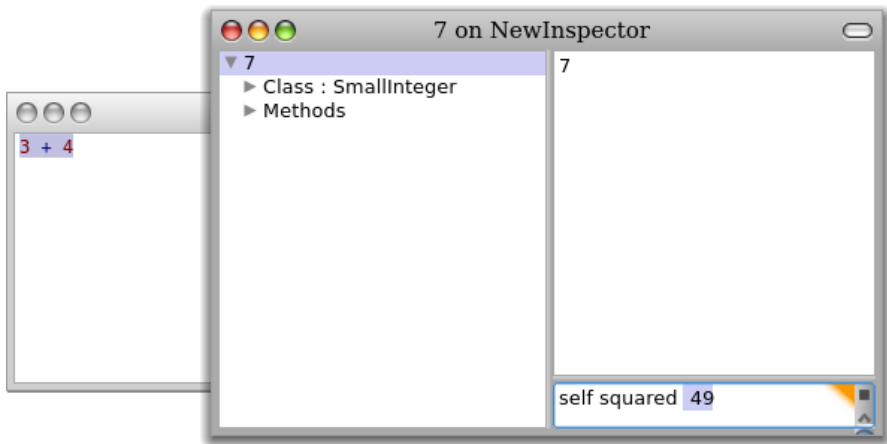 7 on NewInspector
7
Class : SmallInteger
Methods
7
3 + 4
self squared 49